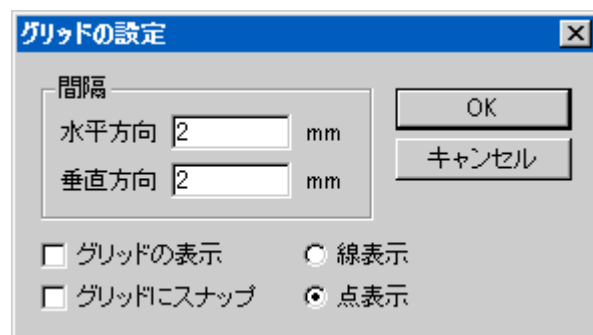 グリッドの設定
間隔
水平方向 2 mm
垂直方向 2 mm
OK
キャンセル
グリッドの表示
線表示
グリッドにスナップ
点表示